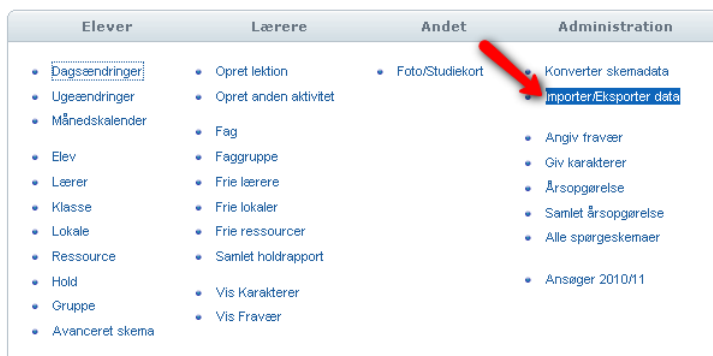 Elever
Dagsændringer
Ugeændringer
Månedskalender
Elev
Lærer
Klasse
Lokale
Ressource
Hold
Gruppe
Avanceret skema
Lærere
Opret lektion
Opret anden aktivitet
Fag
Faggruppe
Frie lærere
Frie lokaler
Frie ressourcer
Samlet holdrapport
Vis Karakterer
Vis Fravær
Andet
Foto/Studiekort
Administration
Konverter skemadata
Importer/Eksporter data
Angiv fravær
Giv karakterer
Årsopgørelse
Samlet årsopgørelse
Alle spørgeskemaer
Ansøger 2010/11